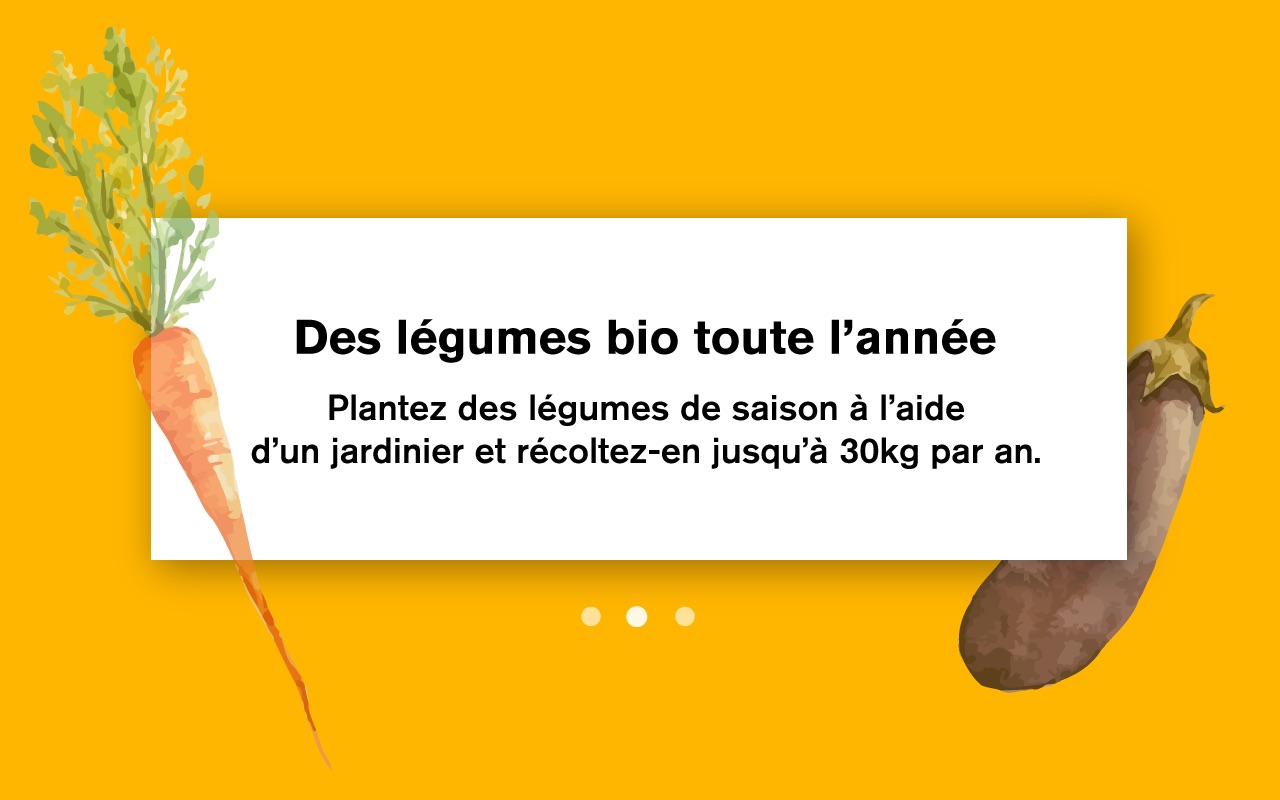 Des légumes bio toute l’année
Plantez des légumes de saison à l’aide
d’un jardinier et récoltez-en jusqu’à 30kg par an.